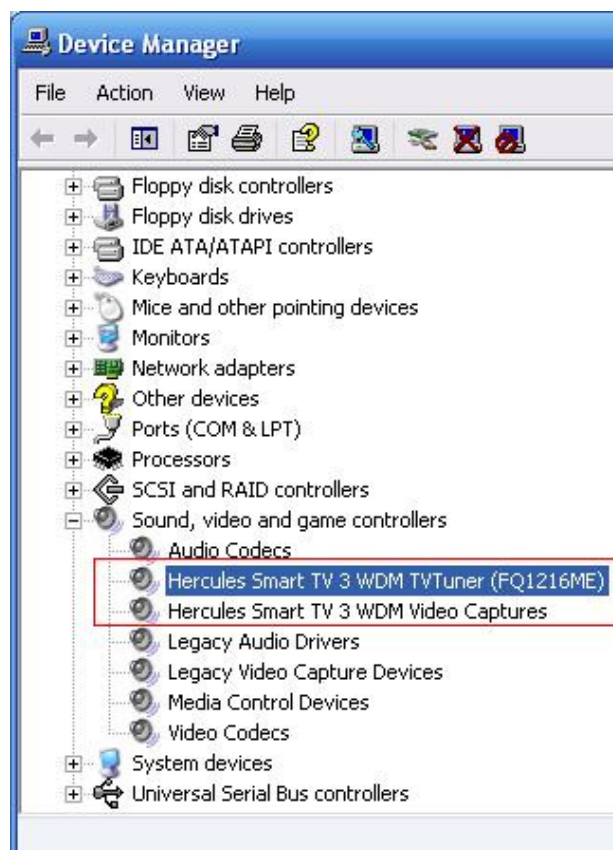 Device Manager
File Action View Help
Floppy disk controllers
Floppy disk drives
IDE ATA/ATAPI controllers
Keyboards
Mice and other pointing devices
Monitors
Network adapters
Other devices
Ports (COM & LPT)
Processors
SCSI and RAID controllers
Sound, video and game controllers
Audio Codecs
Hercules Smart TV 3 WDM TVTuner (FQ1216ME)
Hercules Smart TV 3 WDM Video Captures
Legacy Audio Drivers
Legacy Video Capture Devices
Media Control Devices
Video Codecs
System devices
Universal Serial Bus controllers